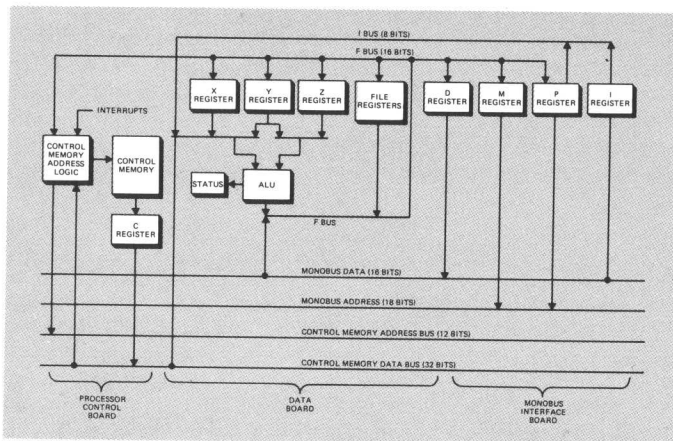 I BUS (8 BITS)
F BUS (16 BITS)
X REGISTER
Y REGISTER
Z REGISTER
FILE REGISTERS
D REGISTER
M REGISTER
P REGISTER
I REGISTER
INTERRUPTS
CONTROL MEMORY ADDRESS LOGIC
CONTROL MEMORY
STATUS
ALU
C REGISTER
F BUS
MONOBUS DATA (16 BITS)
MONOBUS ADDRESS (18 BITS)
CONTROL MEMORY ADDRESS BUS (12 BITS)
CONTROL MEMORY DATA BUS (32 BITS)
PROCESSOR CONTROL BOARD
DATA BOARD
MONOBUS INTERFACE BOARD